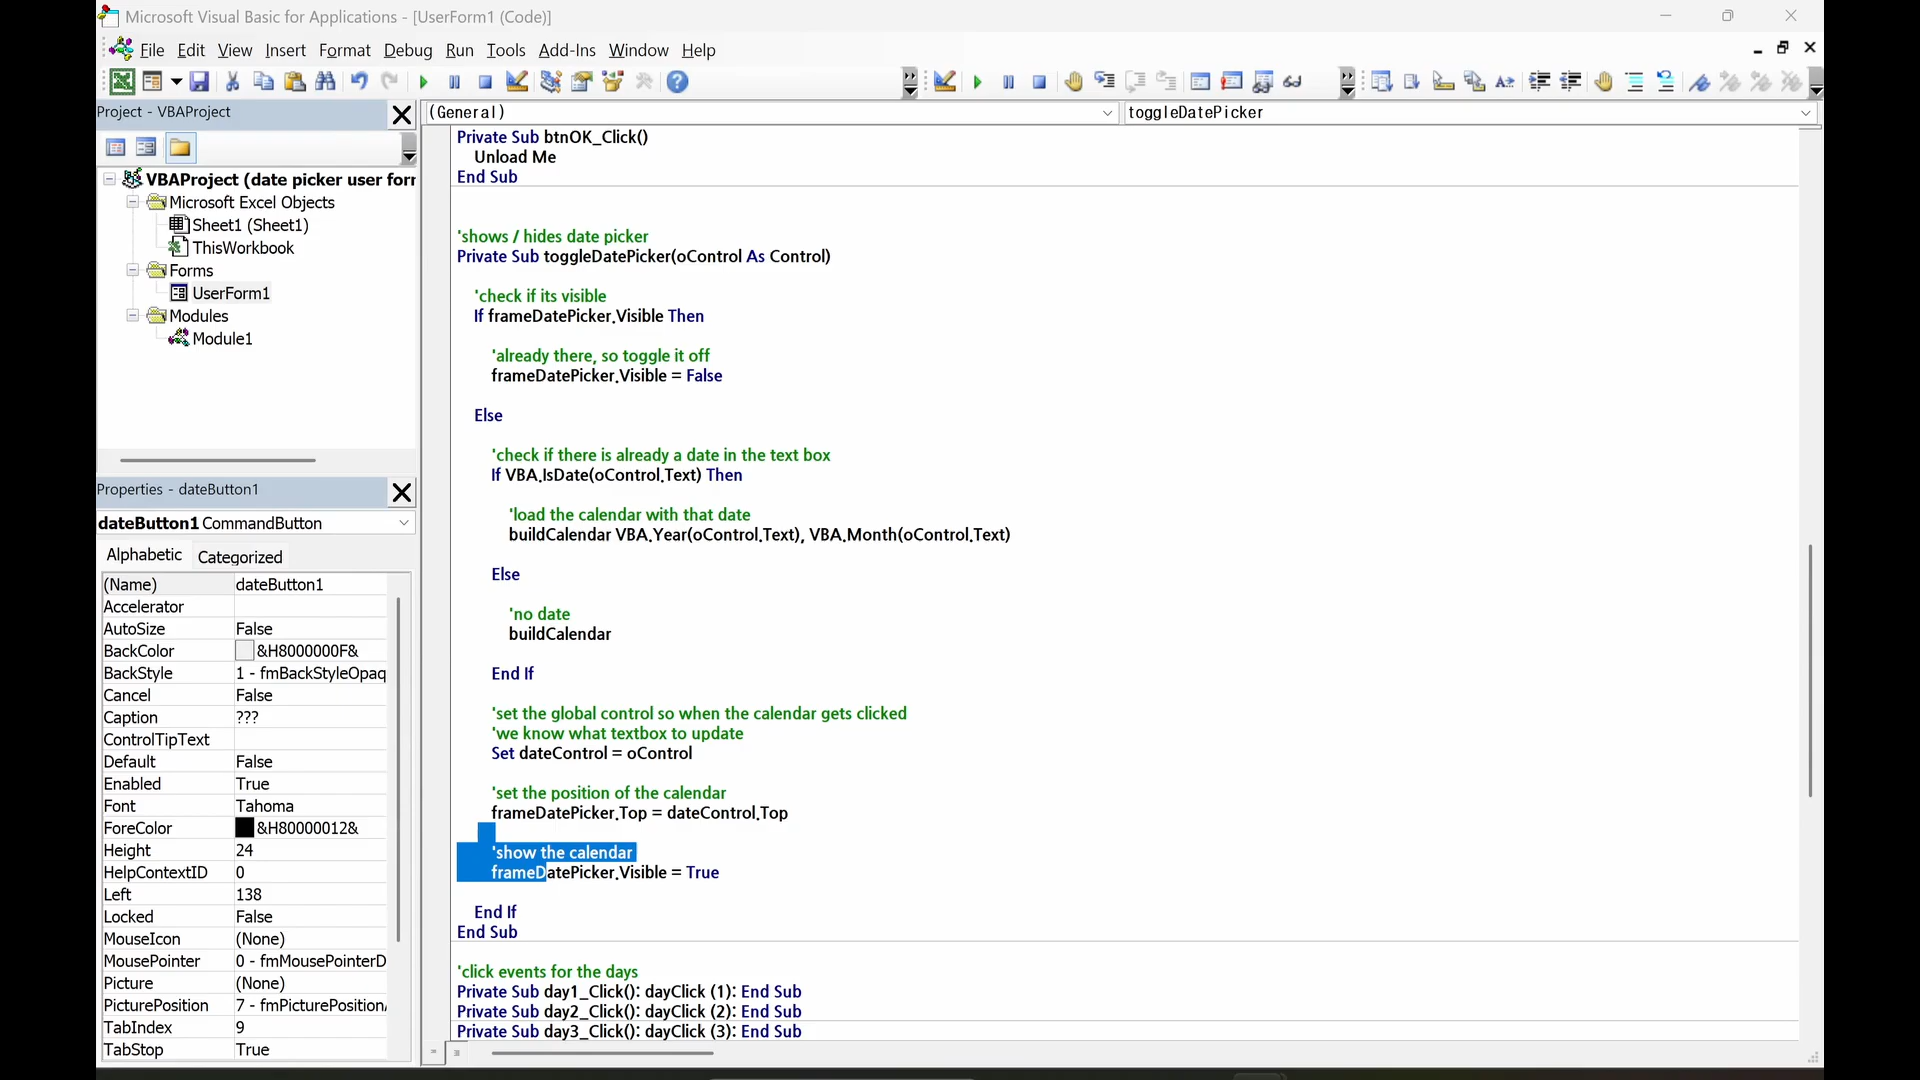 Microsoft Visual Basic for Applications - [UserForm1 (Code)]
File Edit View Insert Format Debug Run Tools Add-Ins Window Help
Project - VBAProject
(General)
toggleDatePicker
VBAProject (date picker user forr
Microsoft Excel Objects
Sheet1 (Sheet1)
ThisWorkbook
Forms
UserForm1
Modules
Module1
Properties - dateButton1
dateButton1 CommandButton
Alphabetic Categorized
(Name) dateButton1
Accelerator
AutoSize False
BackColor &H8000000F&
BackStyle 1 - fmBackStyleOpaq
Cancel False
Caption ???
ControlTipText
Default False
Enabled True
Font Tahoma
ForeColor &H80000012&
Height 24
HelpContextID 0
Left 138
Locked False
MouseIcon (None)
MousePointer 0 - fmMousePointerD
Picture (None)
PicturePosition 7 - fmPicturePosition
TabIndex 9
TabStop True
Private Sub btnOK_Click()
Unload Me
End Sub
'shows / hides date picker
Private Sub toggleDatePicker(oControl As Control)
'check if its visible
If frameDatePicker.Visible Then
'already there, so toggle it off
frameDatePicker.Visible = False
Else
'check if there is already a date in the text box
If VBA.IsDate(oControl.Text) Then
'load the calendar with that date
buildCalendar VBA.Year(oControl.Text), VBA.Month(oControl.Text)
Else
'no date
buildCalendar
End If
'set the global control so when the calendar gets clicked
'we know what textbox to update
Set dateControl = oControl
'set the position of the calendar
frameDatePicker.Top = dateControl.Top
'show the calendar
frameDatePicker.Visible = True
End If
End Sub
'click events for the days
Private Sub day1_Click(): dayClick (1): End Sub
Private Sub day2_Click(): dayClick (2): End Sub
Private Sub day3_Click(): dayClick (3): End Sub